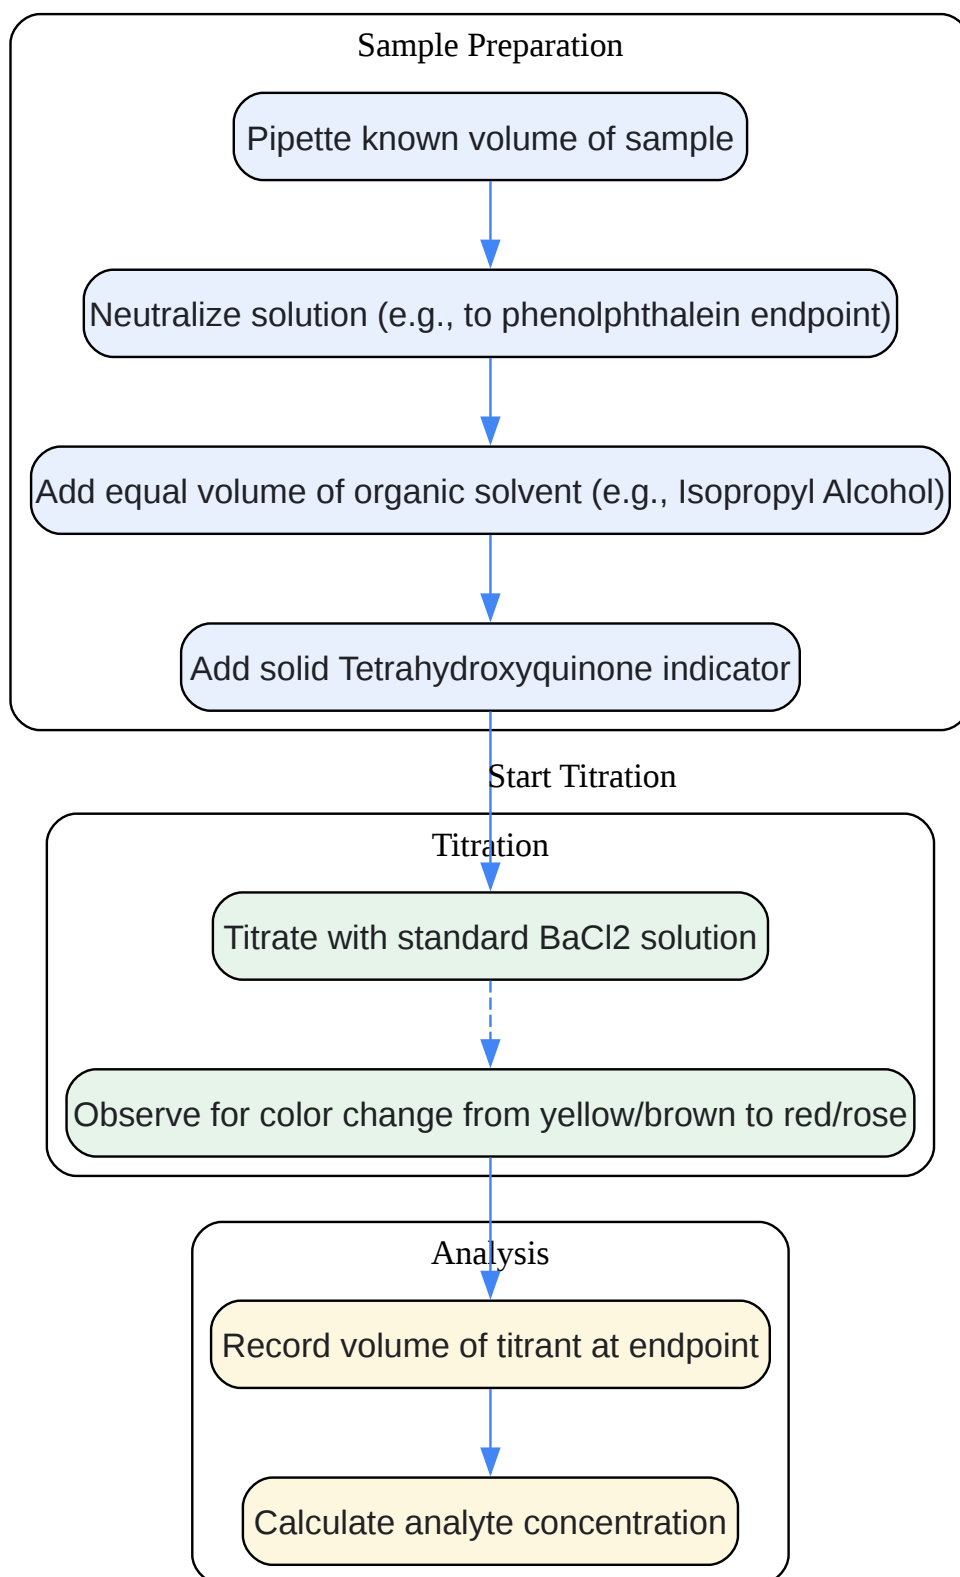 Sample Preparation
Pipette known volume of sample
Neutralize solution (e.g., to phenolphthalein endpoint)
Add equal volume of organic solvent (e.g., Isopropyl Alcohol)
Add solid Tetrahydroxyquinone indicator
Start Titration
Titration
Titrate with standard BaCl2 solution
Observe for color change from yellow/brown to red/rose
Analysis
Record volume of titrant at endpoint
Calculate analyte concentration